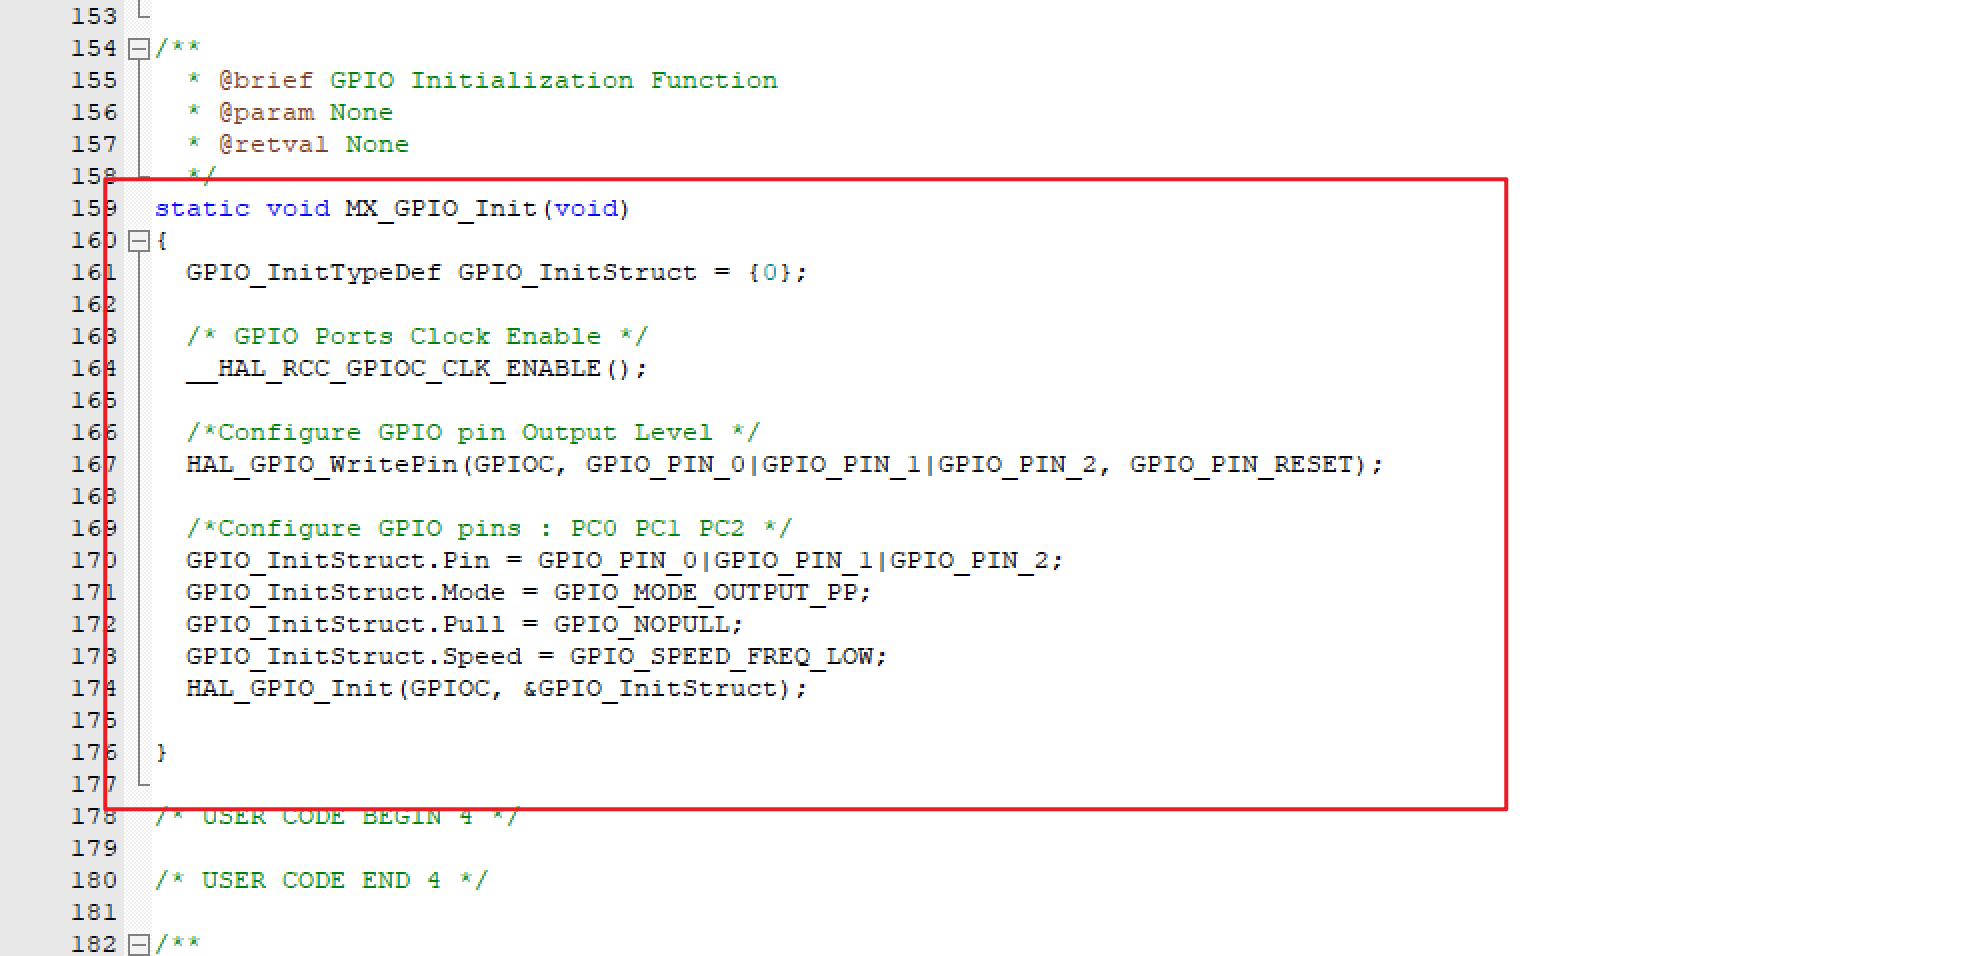 153
154 /**
155   * @brief GPIO Initialization Function
156   * @param None
157   * @retval None
158   */
159 static void MX_GPIO_Init(void)
160 {
161   GPIO_InitTypeDef GPIO_InitStruct = {0};
162
163   /* GPIO Ports Clock Enable */
164   __HAL_RCC_GPIOC_CLK_ENABLE();
165
166   /*Configure GPIO pin Output Level */
167   HAL_GPIO_WritePin(GPIOC, GPIO_PIN_0|GPIO_PIN_1|GPIO_PIN_2, GPIO_PIN_RESET);
168
169   /*Configure GPIO pins : PC0 PC1 PC2 */
170   GPIO_InitStruct.Pin = GPIO_PIN_0|GPIO_PIN_1|GPIO_PIN_2;
171   GPIO_InitStruct.Mode = GPIO_MODE_OUTPUT_PP;
172   GPIO_InitStruct.Pull = GPIO_NOPULL;
173   GPIO_InitStruct.Speed = GPIO_SPEED_FREQ_LOW;
174   HAL_GPIO_Init(GPIOC, &GPIO_InitStruct);
175
176 }
177
178 /* USER CODE BEGIN 4 */
179
180 /* USER CODE END 4 */
181
182 /**